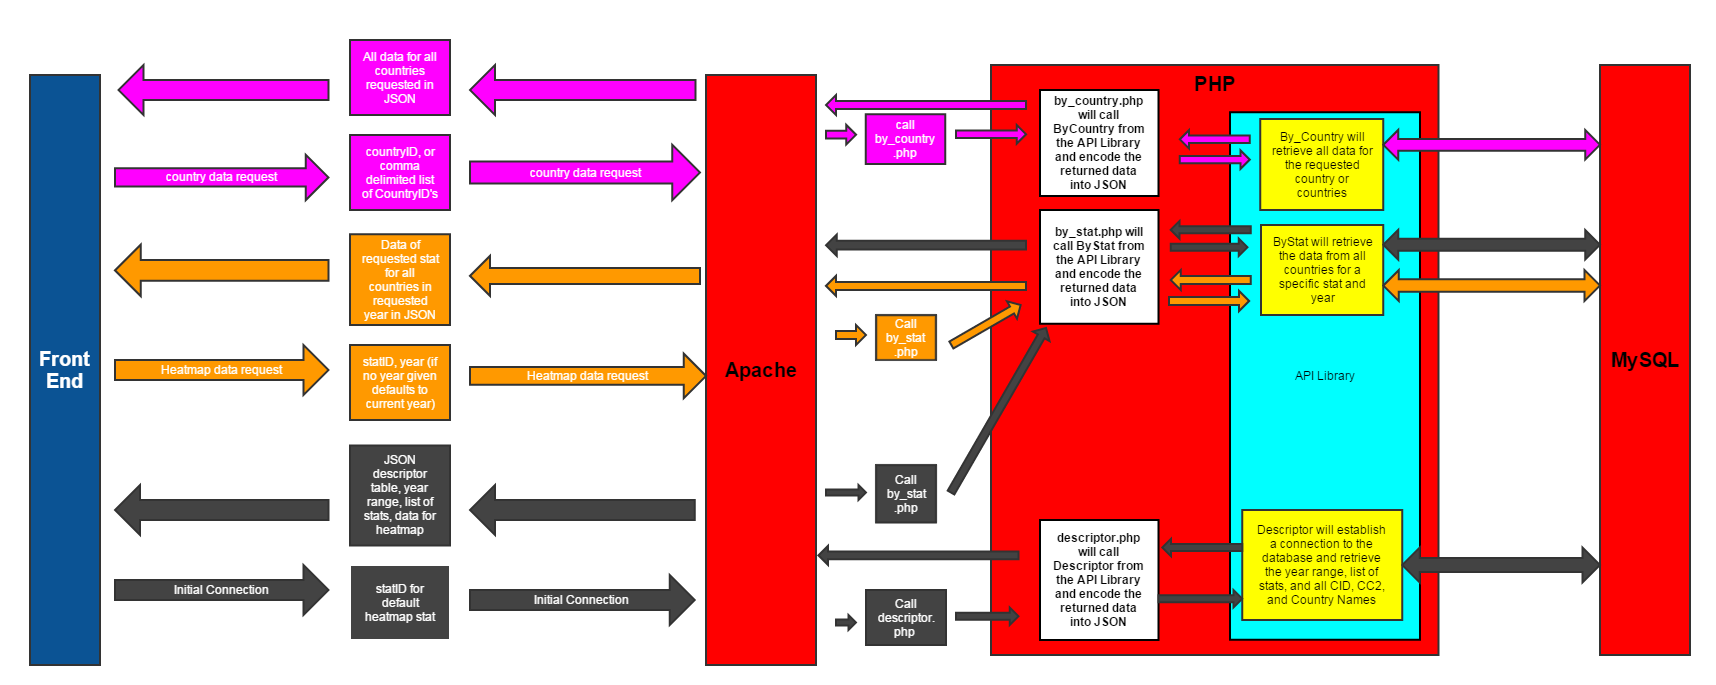 All data for all
countries
requested in
JSON
country data request
countryID, or
comma
delimited list
of CountryID's
country data request
Data of
requested stat
for all
countries in
requested
year in JSON
Front
End
Heatmap data request
statID, year (if
no year given
defaults to
current year)
Heatmap data request
JSON
descriptor
table, year
range, list of
stats, data for
heatmap
Initial Connection
statID for
default
heatmap stat
Initial Connection
Apache
call
by_country
.php
Call
by_stat
.php
Call
by_stat
.php
Call
descriptor.
php
PHP
by_country.php
will call
ByCountry from
the API Library
and encode the
returned data
into JSON
by_stat.php will
call ByStat from
the API Library
and encode the
returned data
into JSON
descriptor.php
will call
Descriptor from
the API Library
and encode the
returned data
into JSON
By_Country will
retrieve all data for
the requested
country or
countries
ByStat will retrieve
the data from all
countries for a
specific stat and
year
API Library
Descriptor will establish
a connection to the
database and retrieve
the year range, list of
stats, and all CID, CC2,
and Country Names
MySQL